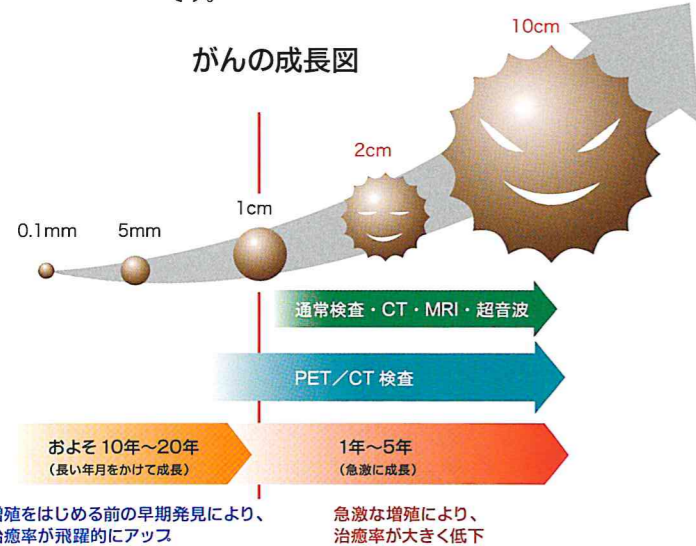 です。
がんの成長図
10cm
2cm
1cm
5mm
0.1mm
通常検査・CT・MRI・超音波
PET／CT 検査
およそ 10年〜20年
（長い年月をかけて成長）
1年〜5年
（急激に成長）
増殖をはじめる前の早期発見により、
治癒率が飛躍的にアップ
急激な増殖により、
治癒率が大きく低下